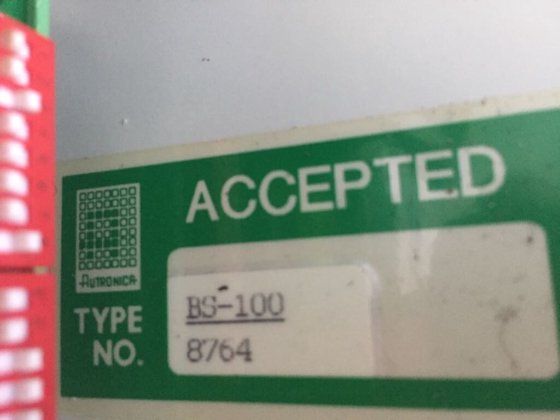 ACCEPTED
AUTRONICA
TYPE
NO.
BS-100
8764